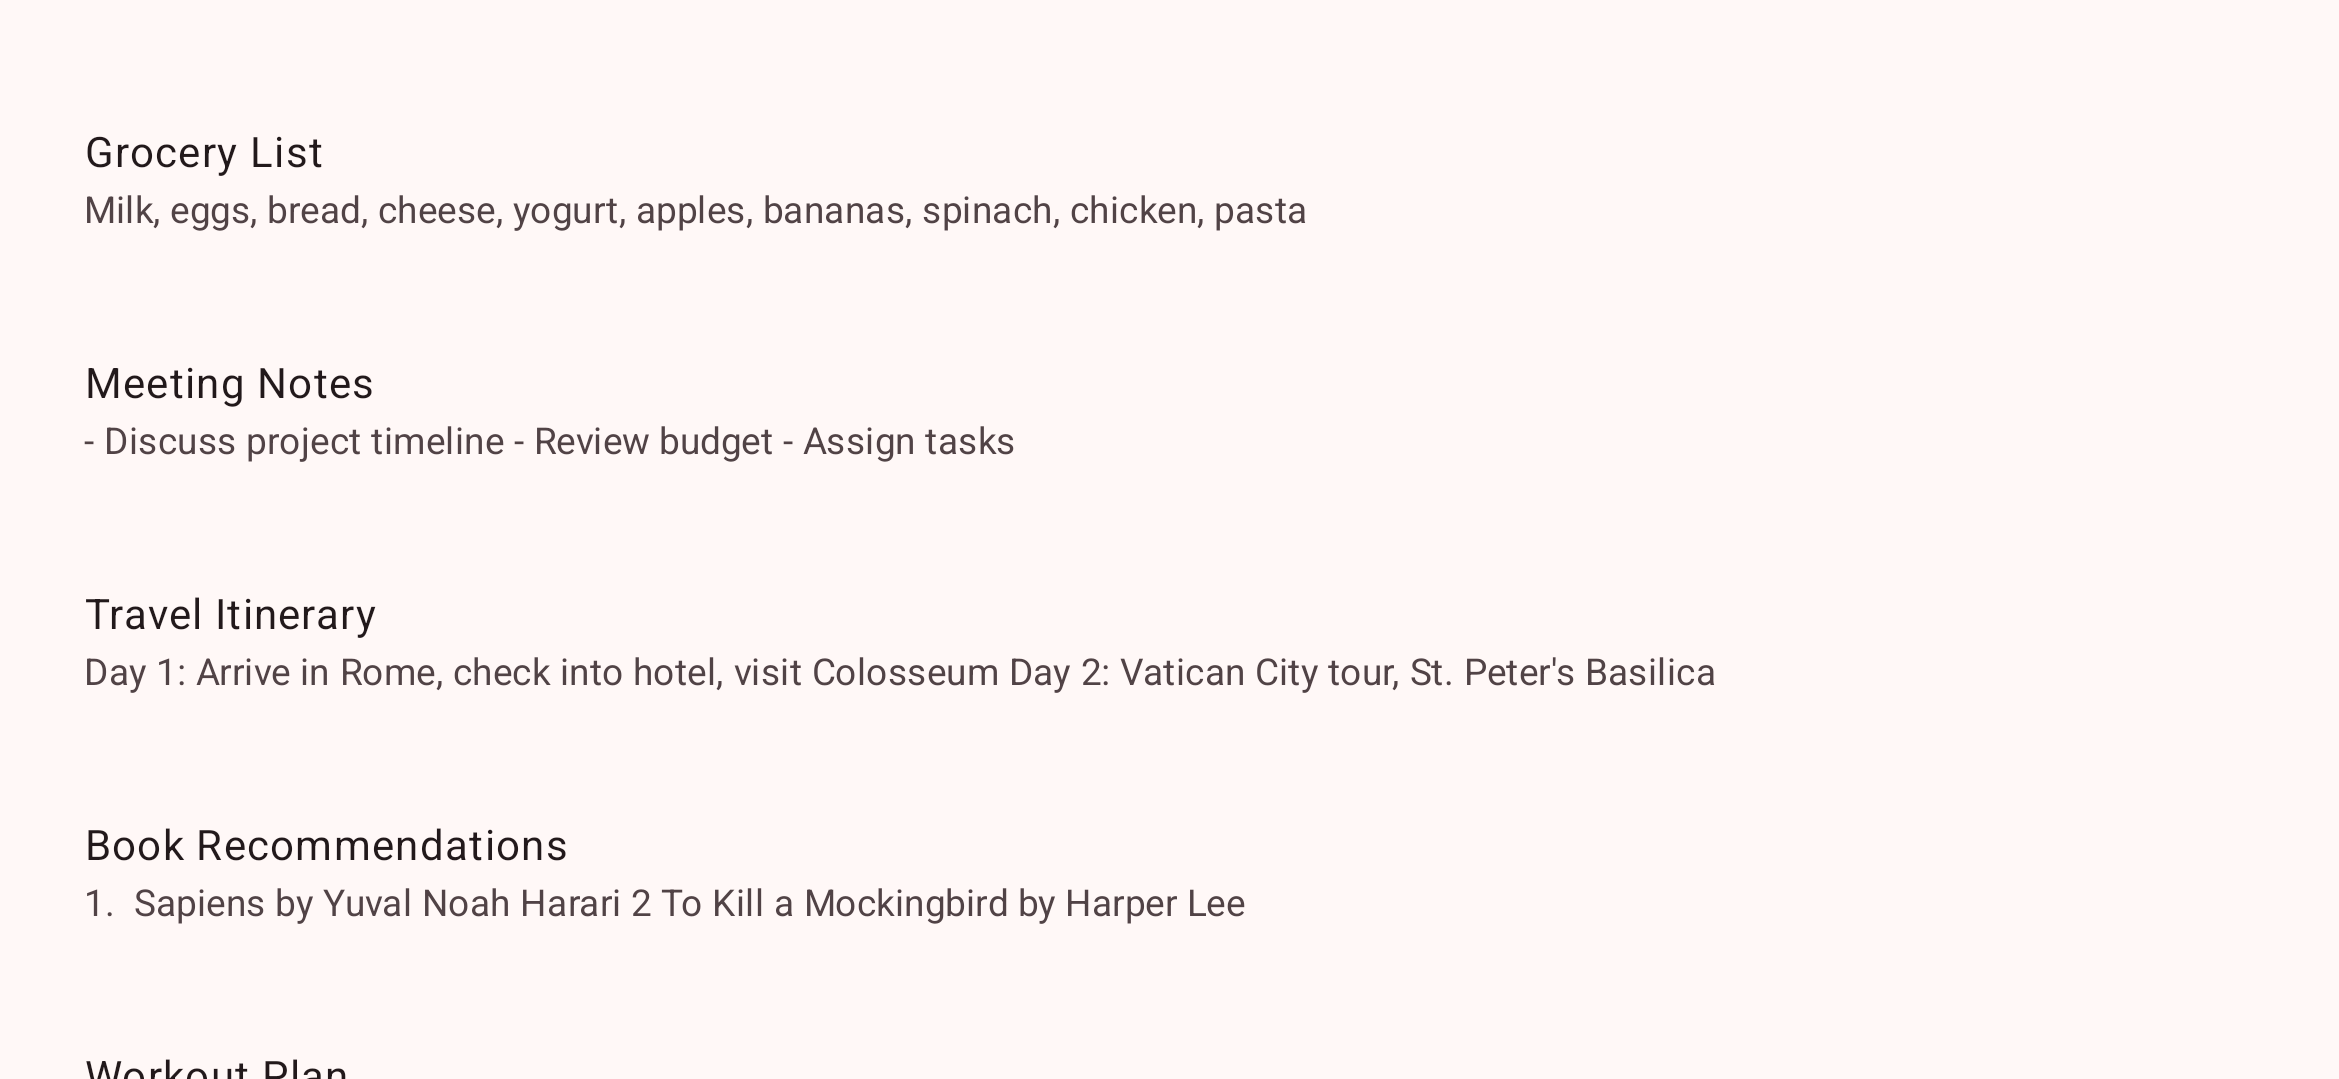 Grocery List
Milk, eggs, bread, cheese, yogurt, apples, bananas, spinach, chicken, pasta
Meeting Notes
- Discuss project timeline - Review budget - Assign tasks
Travel Itinerary
Day 1: Arrive in Rome, check into hotel, visit Colosseum Day 2: Vatican City tour, St. Peter's Basilica
Book Recommendations
1.  Sapiens by Yuval Noah Harari 2 To Kill a Mockingbird by Harper Lee
Workout Plan